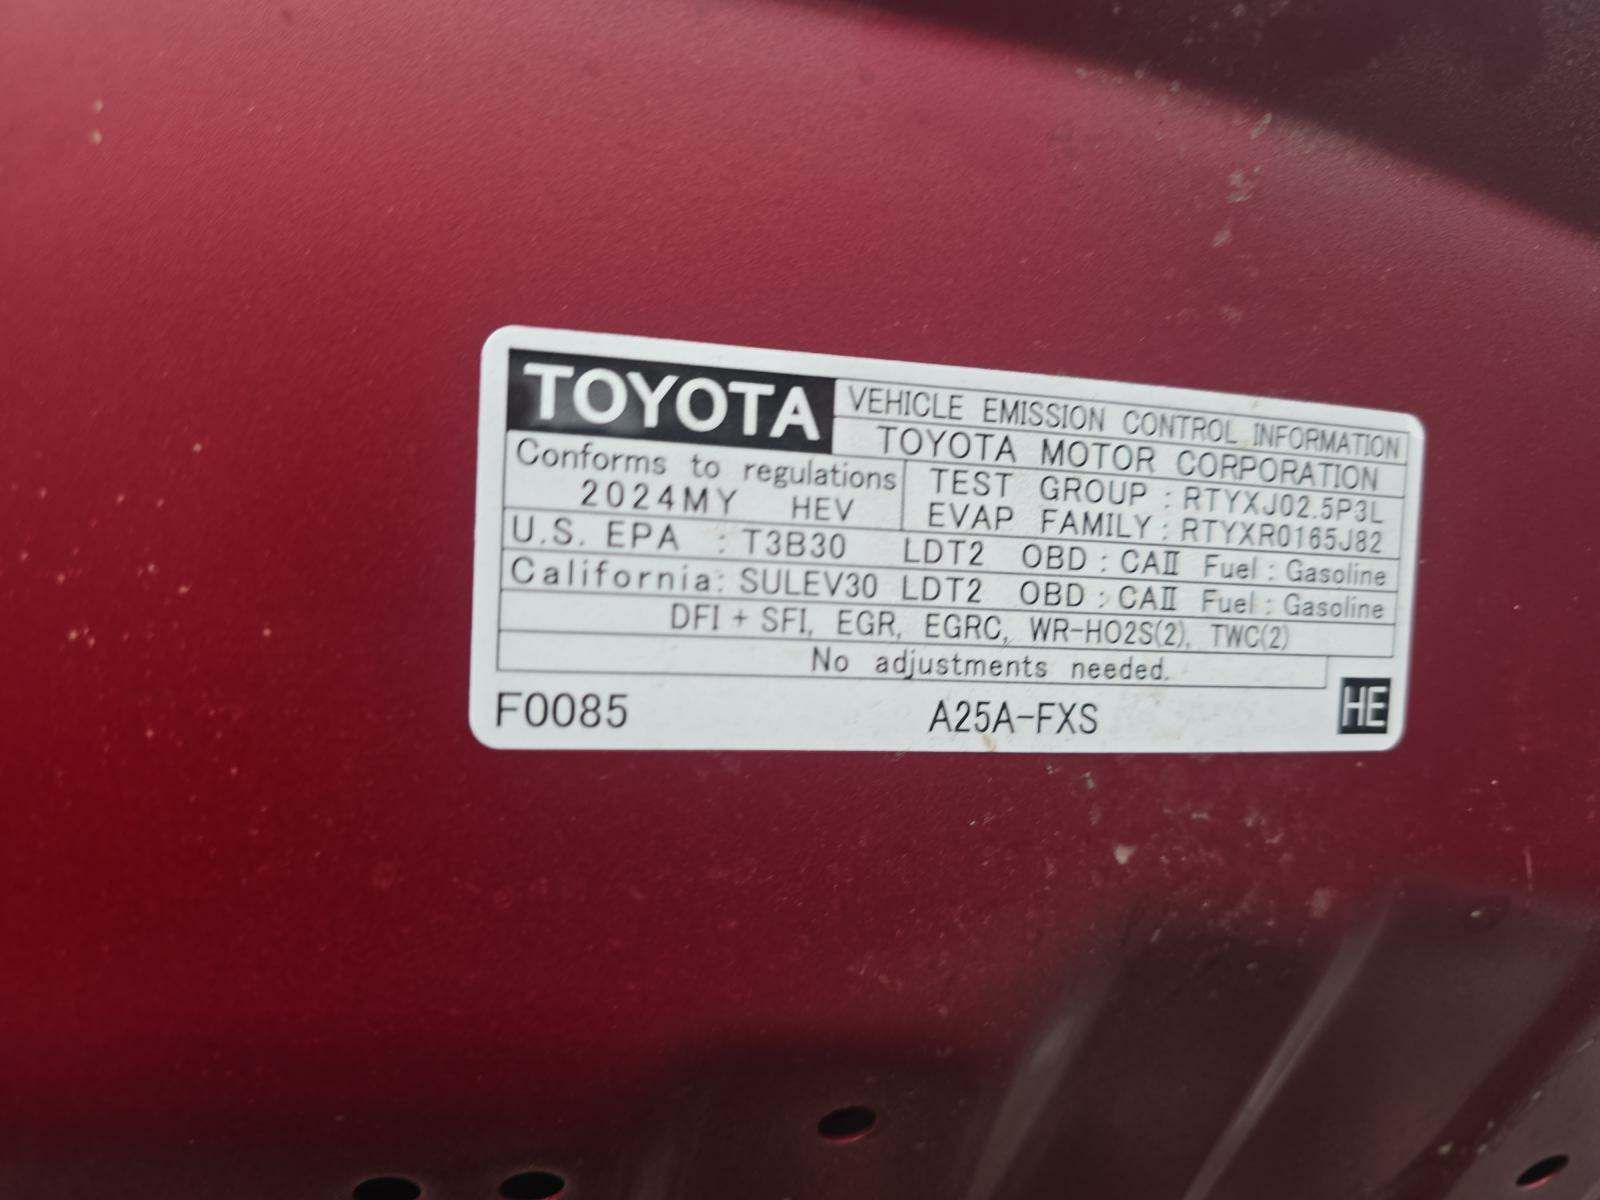 TOYOTA VEHICLE EMISSION CONTROL INFORMATION
TOYOTA MOTOR CORPORATION
Conforms to regulations
2024MY HEV
TEST GROUP : RTYXJ02.5P3L
EVAP FAMILY : RTYXR0165J82
U.S. EPA : T3B30 LDT2 OBD : CAⅡ Fuel : Gasoline
California: SULEV30 LDT2 OBD : CAⅡ Fuel : Gasoline
DFI + SFI, EGR, EGRC, WR-HO2S(2), TWC(2)
No adjustments needed.
F0085 A25A-FXS HE